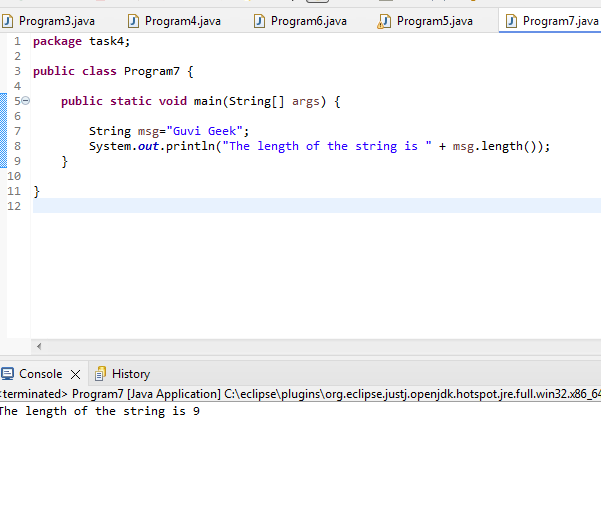 Program3.java Program4.java Program6.java Program5.java Program7.java
1 package task4;
2
3 public class Program7 {
4
5 public static void main(String[] args) {
6
7 String msg="Guvi Geek";
8 System.out.println("The length of the string is " + msg.length());
9 }
10
11 }
12
Console History
<terminated> Program7 [Java Application] C:\eclipse\plugins\org.eclipse.justj.openjdk.hotspot.jre.full.win32.x86_64
The length of the string is 9